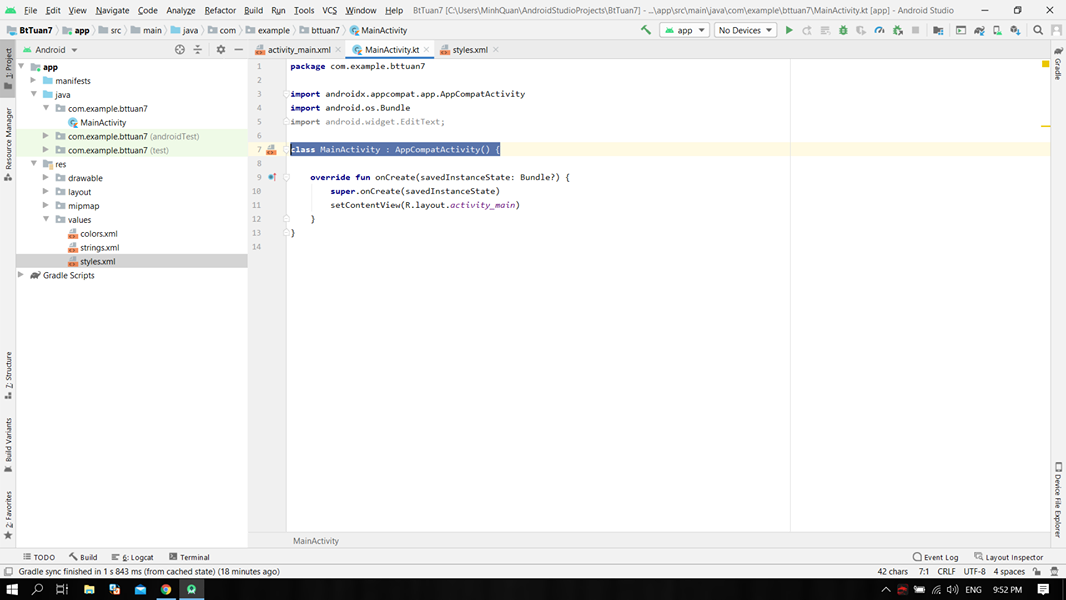 File Edit View Navigate Code Analyze Refactor Build Run Tools VCS Window Help BtTuan7 [C:\Users\MinhQuan\AndroidStudioProjects\BtTuan7] - ...\app\src\main\java\com\example\bttuan7\MainActivity.kt [app] - Android Studio
BtTuan7 app src main java com example bttuan7 MainActivity app No Devices
Android activity_main.xml MainActivity.kt styles.xml
1: Project
Resource Manager
7: Structure
Build Variants
2: Favorites
app
manifests
java
com.example.bttuan7
MainActivity
com.example.bttuan7 (androidTest)
com.example.bttuan7 (test)
res
drawable
layout
mipmap
values
colors.xml
strings.xml
styles.xml
Gradle Scripts
1 package com.example.bttuan7
2
3 import androidx.appcompat.app.AppCompatActivity
4 import android.os.Bundle
5 import android.widget.EditText;
6
7 class MainActivity : AppCompatActivity() {
8
9 override fun onCreate(savedInstanceState: Bundle?) {
10 super.onCreate(savedInstanceState)
11 setContentView(R.layout.activity_main)
12 }
13 }
14
MainActivity
Gradle
Device File Explorer
TODO Build 6: Logcat Terminal Event Log Layout Inspector
Gradle sync finished in 1 s 843 ms (from cached state) (18 minutes ago) 42 chars 7:1 CRLF UTF-8 4 spaces
ENG 9:52 PM